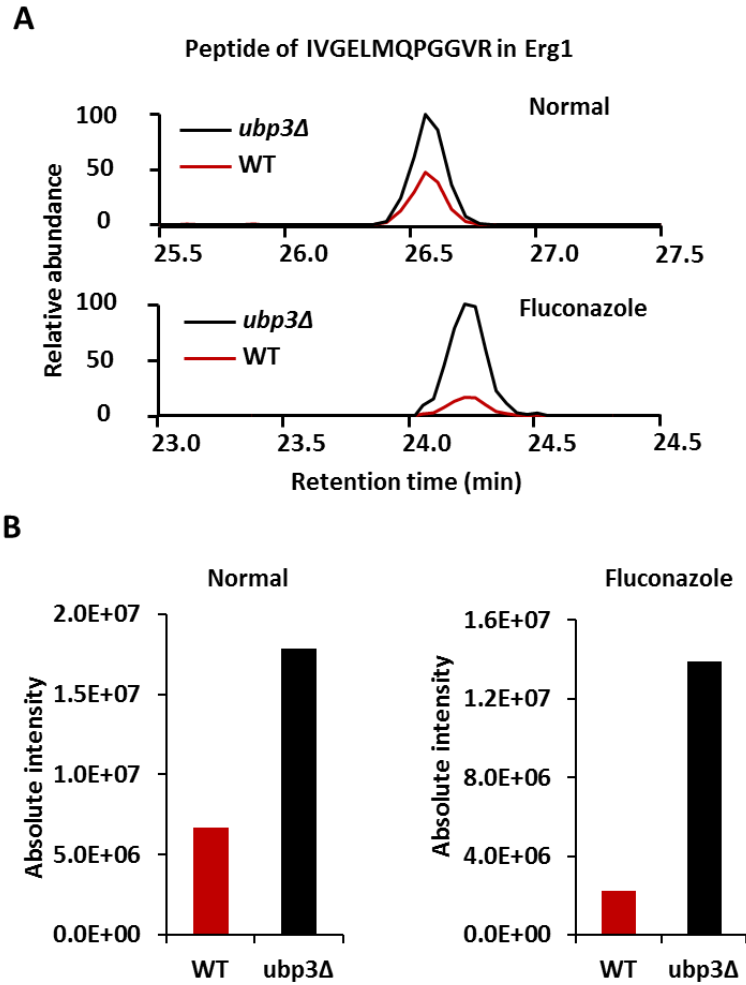 A
Peptide of IVGELMQPGGVR in Erg1
Normal
100
50
0
ubp3Δ
WT
25.5 26.0 26.5 27.0 27.5
Relative abundance
Fluconazole
100
50
0
ubp3Δ
WT
23.0 23.5 24.0 24.5 24.5
Retention time (min)
B
Normal
2.0E+07
1.5E+07
1.0E+07
5.0E+06
0.0E+00
Absolute intensity
WT ubp3Δ
Fluconazole
1.6E+07
1.2E+07
8.0E+06
4.0E+06
0.0E+00
Absolute intensity
WT ubp3Δ